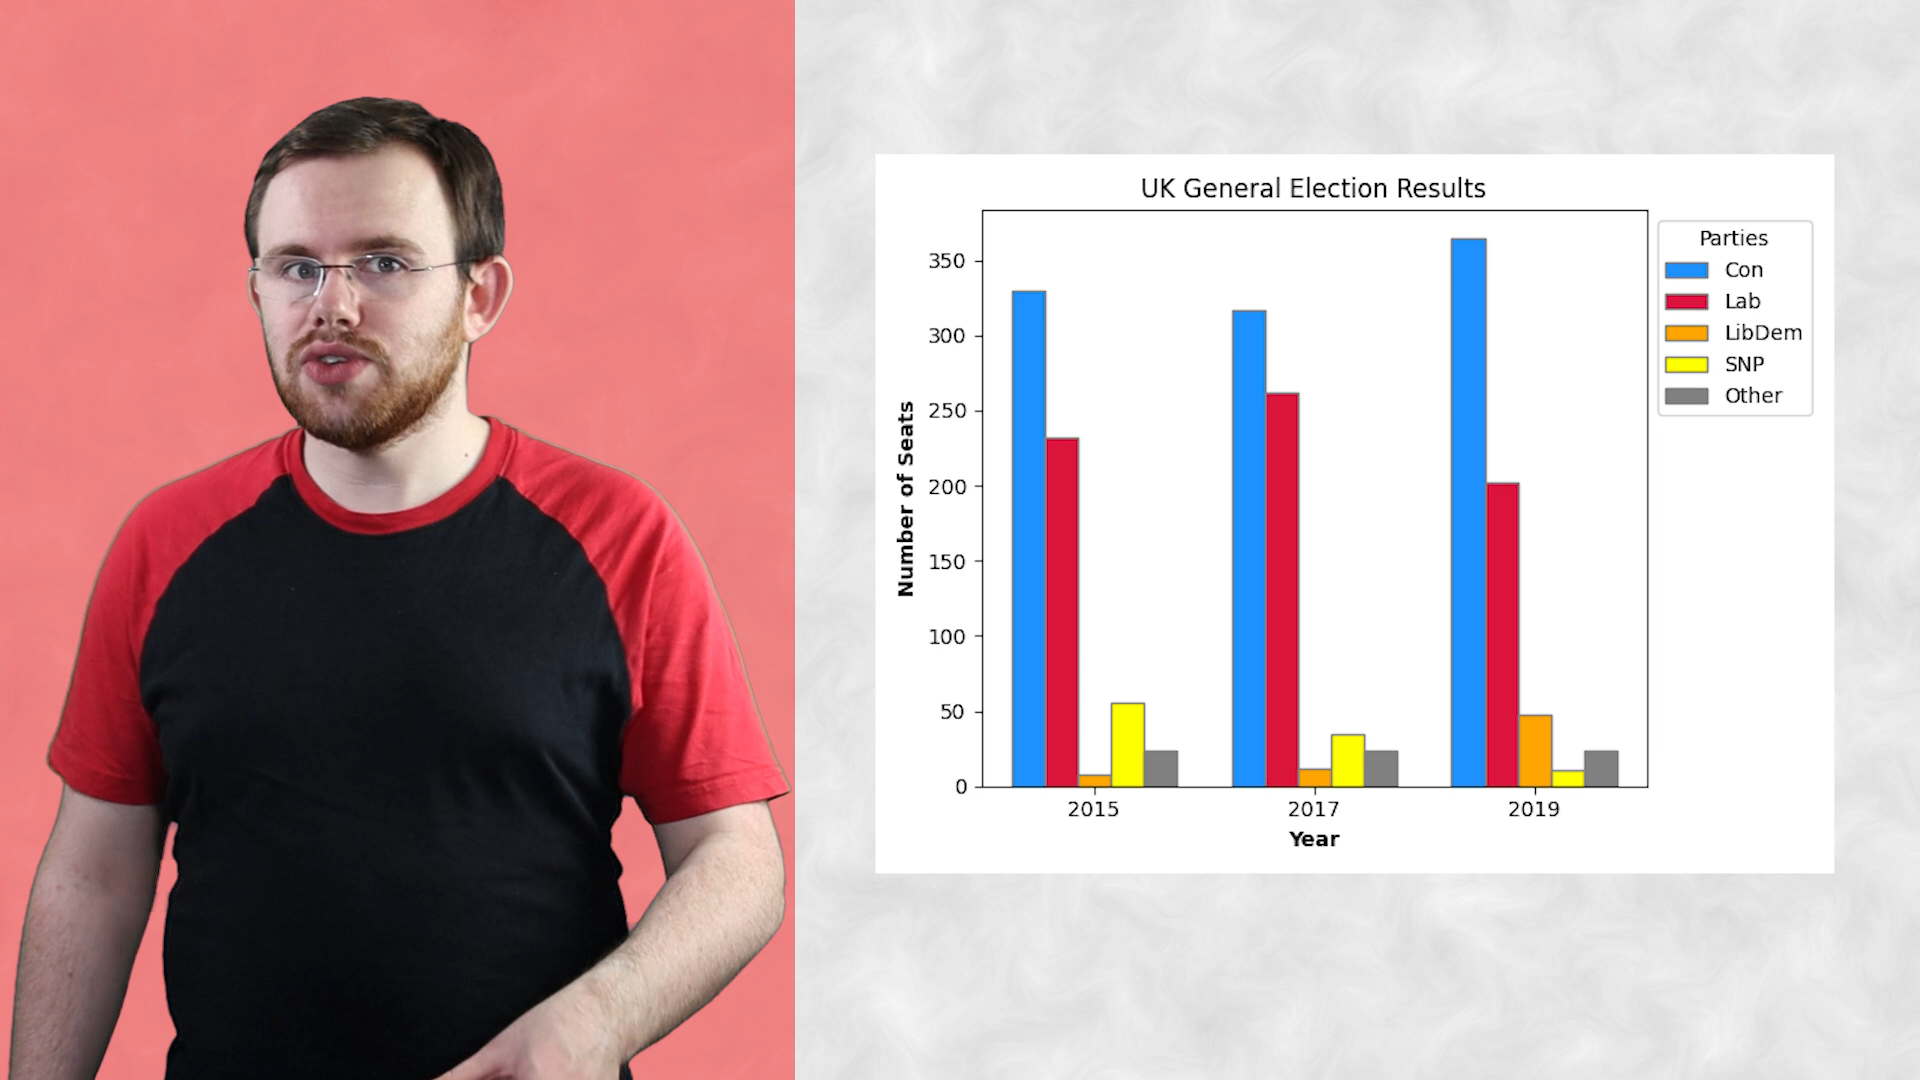 UK General Election Results
Number of Seats
350
300
250
200
150
100
50
0
2015 2017 2019
Year
Parties
Con
Lab
LibDem
SNP
Other